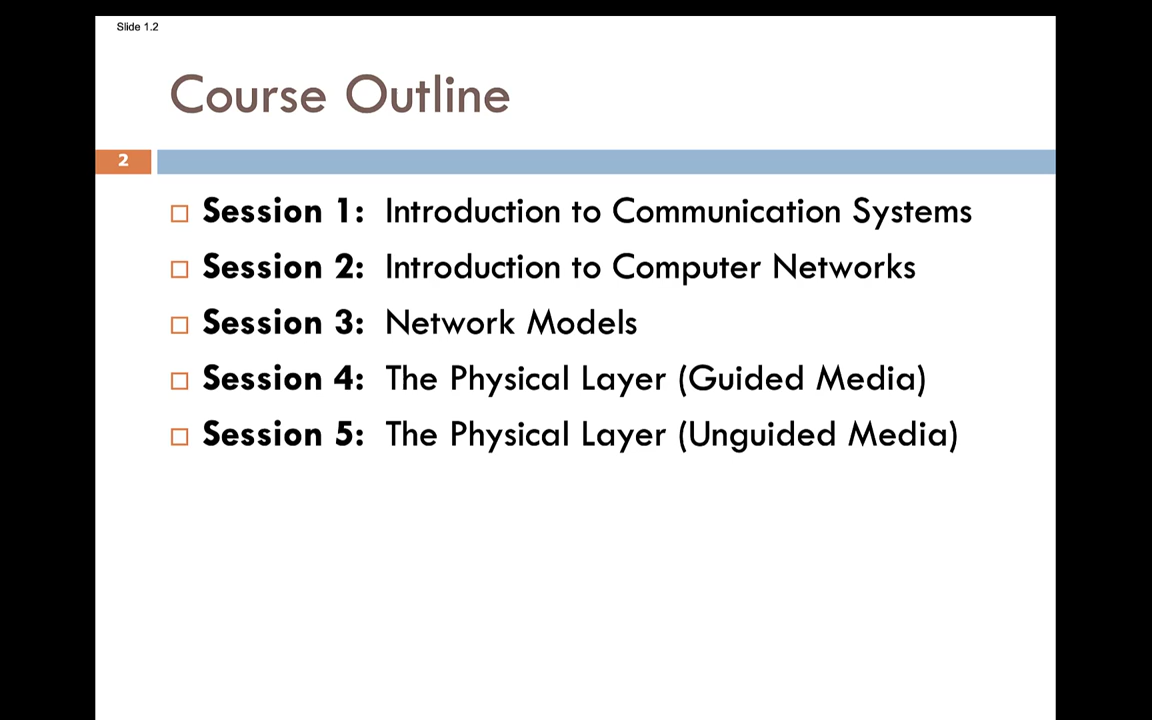 Slide 1.2
Course Outline
2
Session 1: Introduction to Communication Systems
Session 2: Introduction to Computer Networks
Session 3: Network Models
Session 4: The Physical Layer (Guided Media)
Session 5: The Physical Layer (Unguided Media)